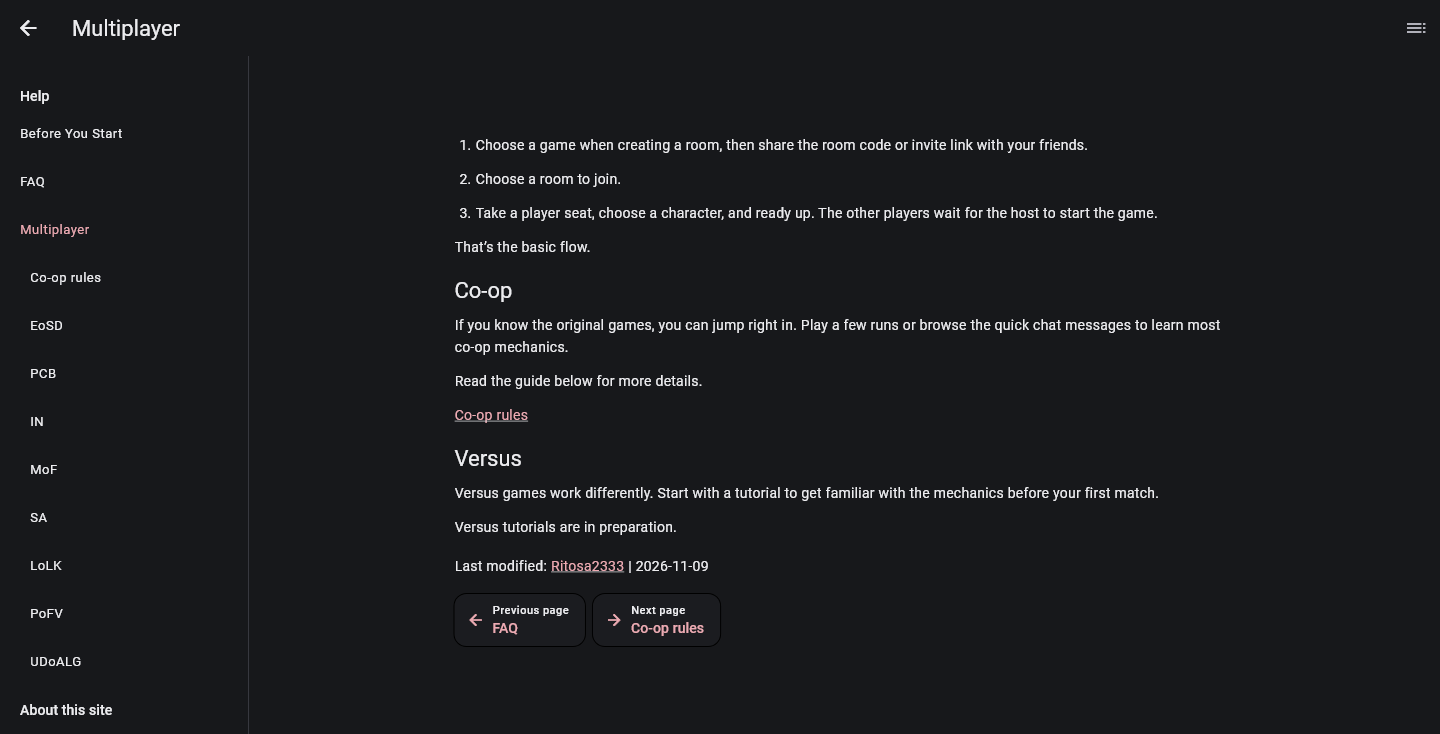 Multiplayer
Help
Before You Start
FAQ
Multiplayer
Co-op rules
EoSD
PCB
IN
MoF
SA
LoLK
PoFV
UDoALG
About this site
1. Choose a game when creating a room, then share the room code or invite link with your friends.
2. Choose a room to join.
3. Take a player seat, choose a character, and ready up. The other players wait for the host to start the game.
That's the basic flow.
Co-op
If you know the original games, you can jump right in. Play a few runs or browse the quick chat messages to learn most
co-op mechanics.
Read the guide below for more details.
Co-op rules
Versus
Versus games work differently. Start with a tutorial to get familiar with the mechanics before your first match.
Versus tutorials are in preparation.
Last modified: Ritosa2333 | 2026-11-09
Previous page
FAQ
Next page
Co-op rules